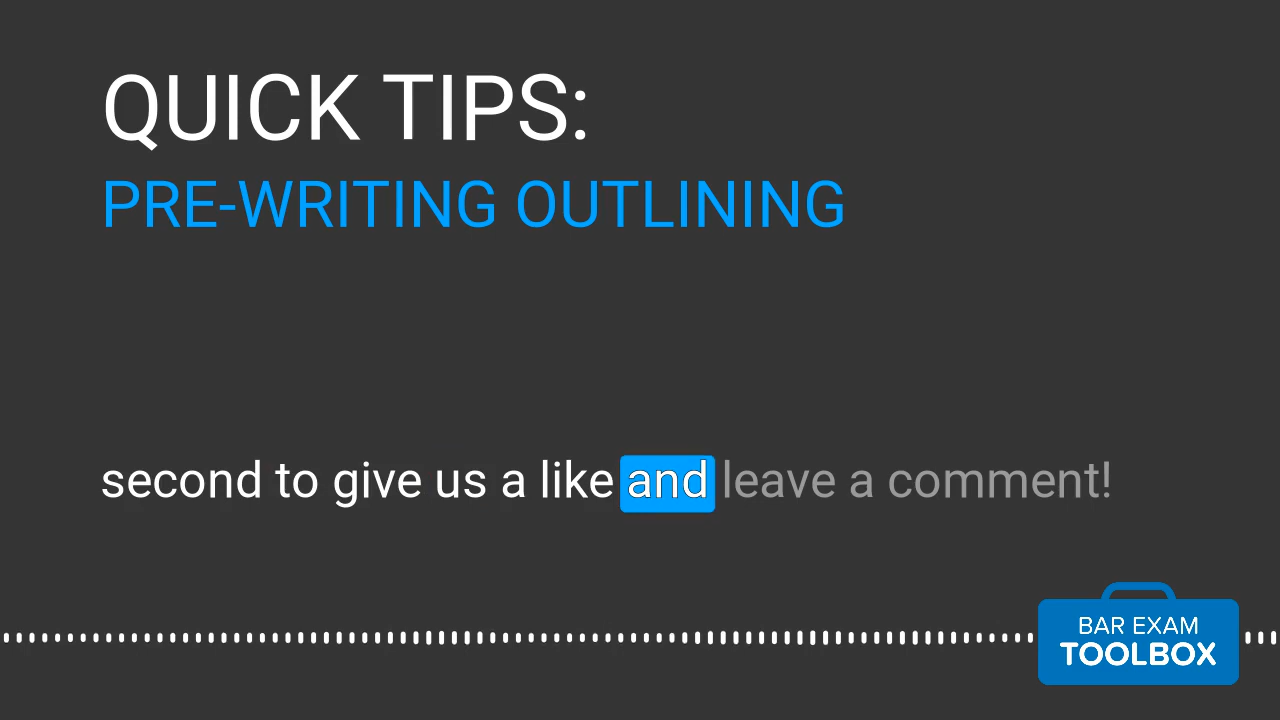 QUICK TIPS:
PRE-WRITING OUTLINING
second to give us a like and leave a comment!
BAR EXAM
TOOLBOX